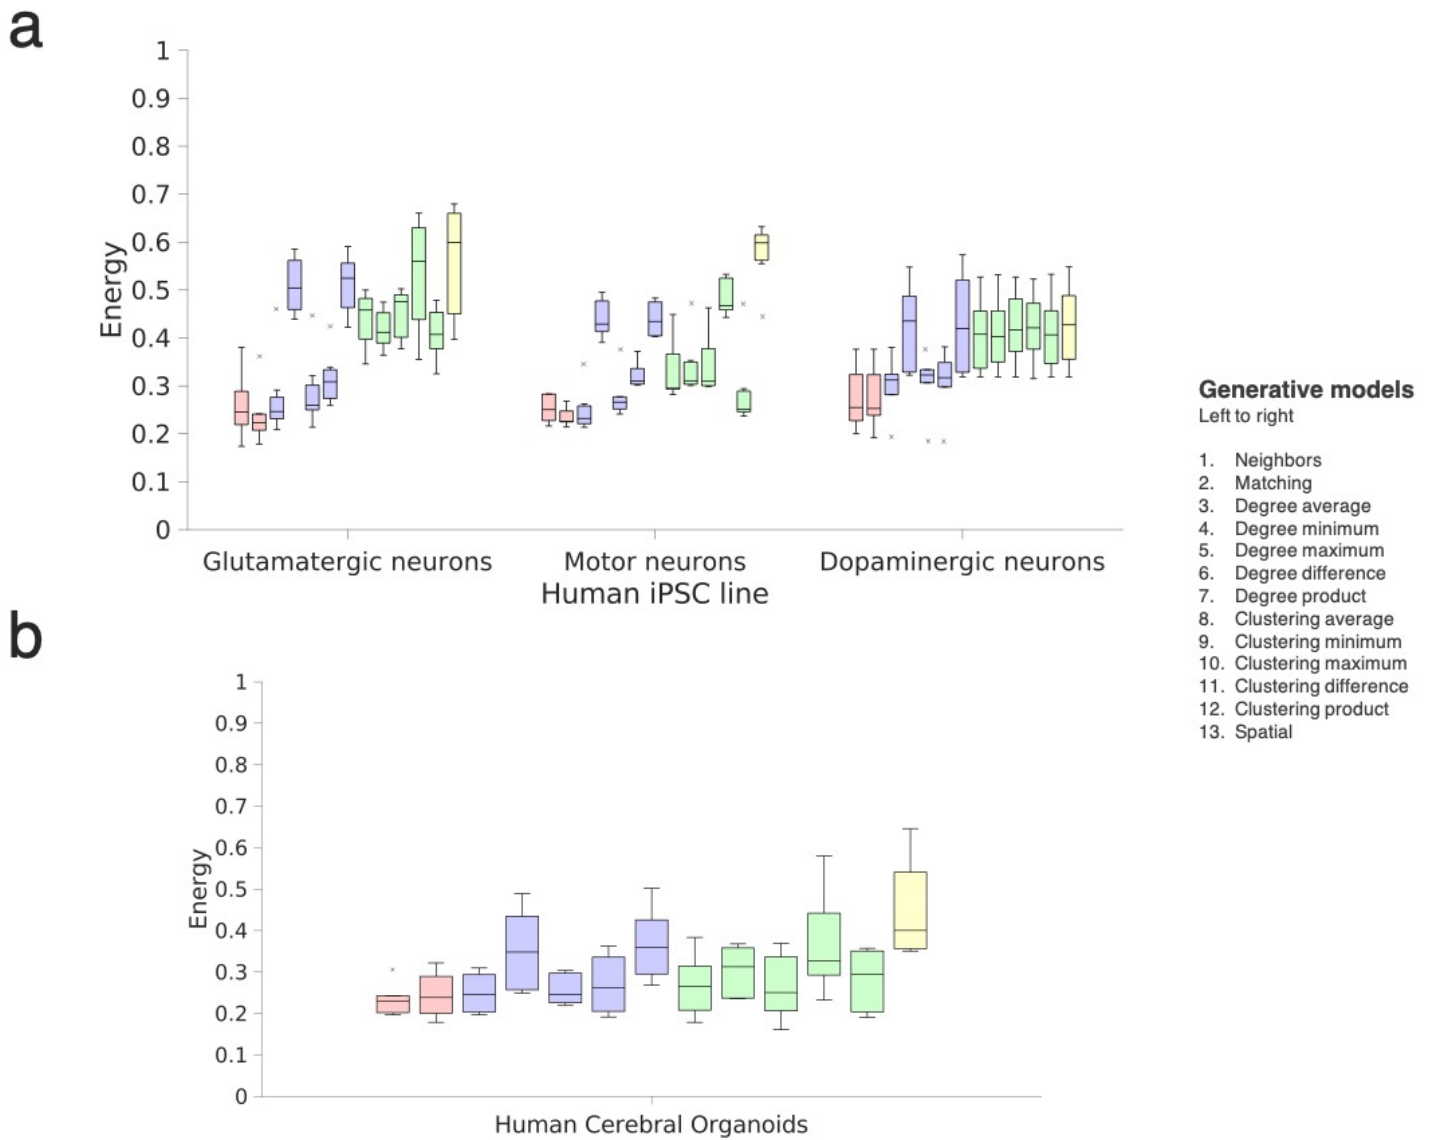 a
1
0.9
0.8
0.7
0.6
0.5
0.4
0.3
0.2
0.1
0
Energy
Glutamatergic neurons
Motor neurons
Dopaminergic neurons
Human iPSC line
Generative models
Left to right
1. Neighbors
2. Matching
3. Degree average
4. Degree minimum
5. Degree maximum
6. Degree difference
7. Degree product
8. Clustering average
9. Clustering minimum
10. Clustering maximum
11. Clustering difference
12. Clustering product
13. Spatial
b
1
0.9
0.8
0.7
0.6
0.5
0.4
0.3
0.2
0.1
0
Energy
Human Cerebral Organoids